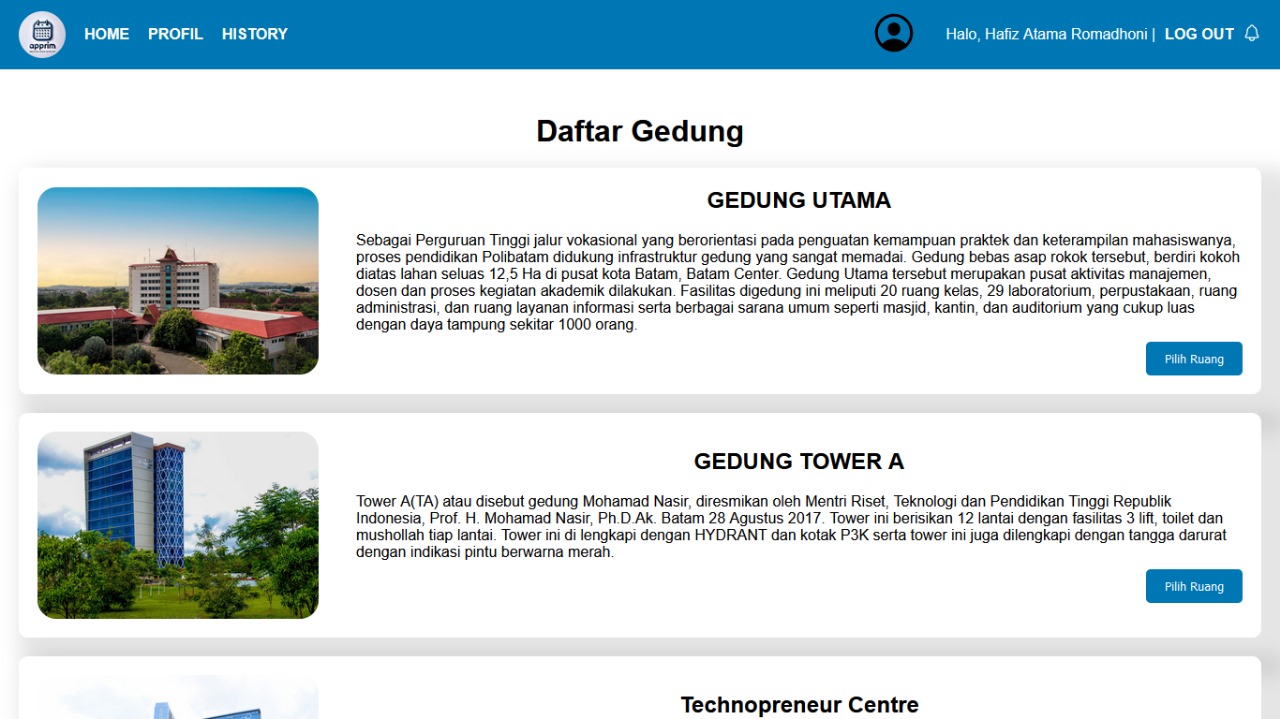 apprim
HOME PROFIL HISTORY
Halo, Hafiz Atama Romadhoni | LOG OUT
Daftar Gedung
GEDUNG UTAMA
Sebagai Perguruan Tinggi jalur vokasional yang berorientasi pada penguatan kemampuan praktek dan keterampilan mahasiswanya,
proses pendidikan Polibatam didukung infrastruktur gedung yang sangat memadai. Gedung bebas asap rokok tersebut, berdiri kokoh
diatas lahan seluas 12,5 Ha di pusat kota Batam, Batam Center. Gedung Utama tersebut merupakan pusat aktivitas manajemen,
dosen dan proses kegiatan akademik dilakukan. Fasilitas digedung ini meliputi 20 ruang kelas, 29 laboratorium, perpustakaan, ruang
administrasi, dan ruang layanan informasi serta berbagai sarana umum seperti masjid, kantin, dan auditorium yang cukup luas
dengan daya tampung sekitar 1000 orang.
Pilih Ruang
GEDUNG TOWER A
Tower A(TA) atau disebut gedung Mohamad Nasir, diresmikan oleh Mentri Riset, Teknologi dan Pendidikan Tinggi Republik
Indonesia, Prof. H. Mohamad Nasir, Ph.D.Ak. Batam 28 Agustus 2017. Tower ini berisikan 12 lantai dengan fasilitas 3 lift, toilet dan
mushollah tiap lantai. Tower ini di lengkapi dengan HYDRANT dan kotak P3K serta tower ini juga dilengkapi dengan tangga darurat
dengan indikasi pintu berwarna merah.
Pilih Ruang
Technopreneur Centre